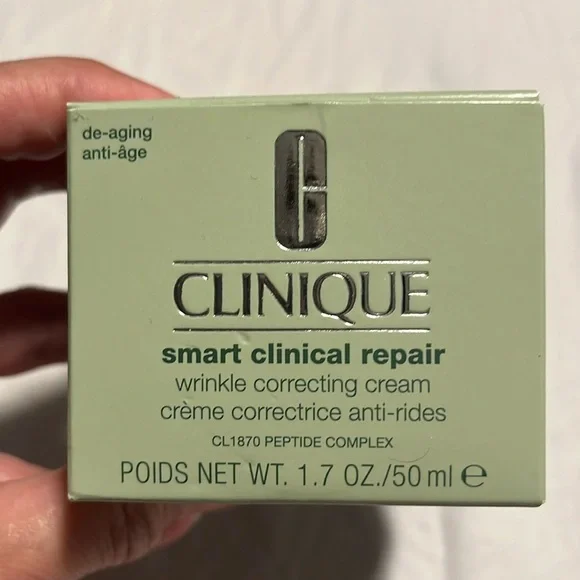 de-aging
anti-âge
CLINIQUE
smart clinical repair
wrinkle correcting cream
crème correctrice anti-rides
CL1870 PEPTIDE COMPLEX
POIDS NET WT. 1.7 OZ./50 ml ℮